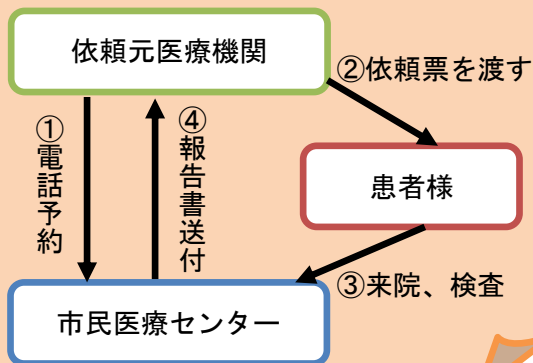 依頼元医療機関
②依頼票を渡す
①電話予約
④報告書送付
患者様
③来院、検査
市民医療センター